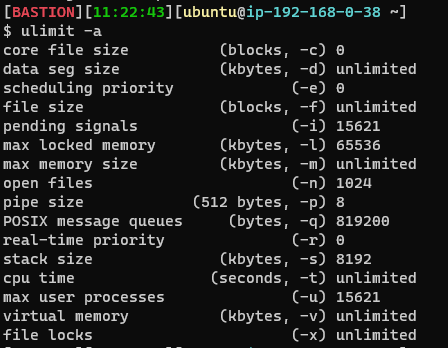 [BASTION][11:22:43][ubuntu@ip-192-168-0-38 ~]
$ ulimit -a
core file size          (blocks, -c) 0
data seg size           (kbytes, -d) unlimited
scheduling priority             (-e) 0
file size               (blocks, -f) unlimited
pending signals                 (-i) 15621
max locked memory       (kbytes, -l) 65536
max memory size         (kbytes, -m) unlimited
open files                      (-n) 1024
pipe size            (512 bytes, -p) 8
POSIX message queues     (bytes, -q) 819200
real-time priority              (-r) 0
stack size              (kbytes, -s) 8192
cpu time               (seconds, -t) unlimited
max user processes              (-u) 15621
virtual memory          (kbytes, -v) unlimited
file locks                      (-x) unlimited